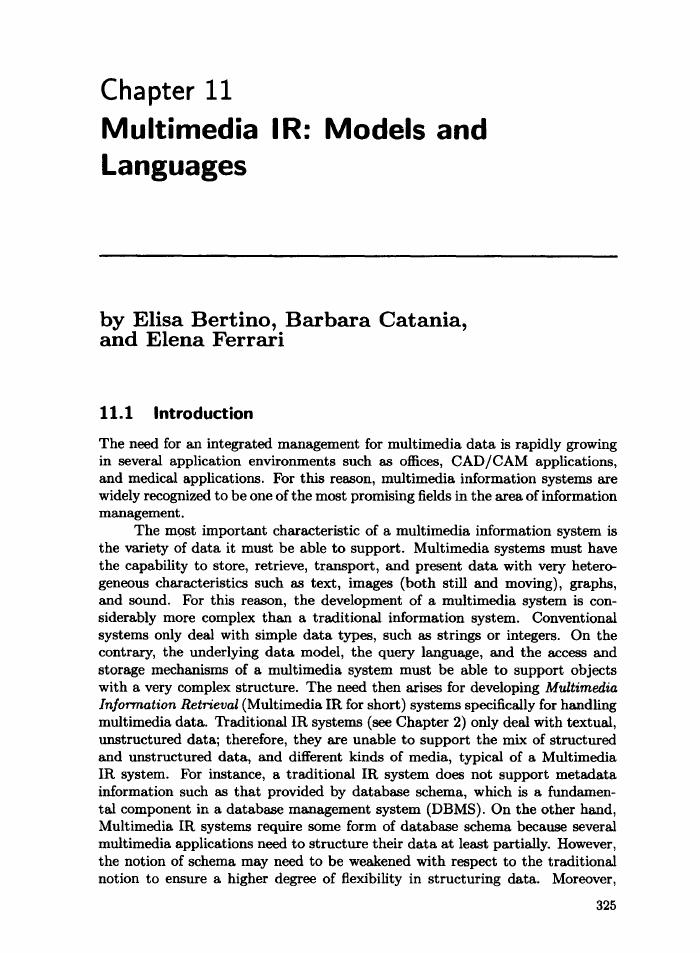 Chapter 11
Multimedia IR: Models and
Languages
by Elisa Bertino, Barbara Catania,
and Elena Ferrari
11.1 Introduction
The need for an integrated management for multimedia data is rapidly growing
in several application environments such as offices, CAD/CAM applications,
and medical applications. For this reason, multimedia information systems are
widely recognized to be one of the most promising fields in the area of information
management.
The most important characteristic of a multimedia information system is
the variety of data it must be able to support. Multimedia systems must have
the capability to store, retrieve, transport, and present data with very hetero-
geneous characteristics such as text, images (both still and moving), graphs,
and sound. For this reason, the development of a multimedia system is con-
siderably more complex than a traditional information system. Conventional
systems only deal with simple data types, such as strings or integers. On the
contrary, the underlying data model, the query language, and the access and
storage mechanisms of a multimedia system must be able to support objects
with a very complex structure. The need then arises for developing Multimedia
Information Retrieval (Multimedia IR for short) systems specifically for handling
multimedia data. Traditional IR systems (see Chapter 2) only deal with textual,
unstructured data; therefore, they are unable to support the mix of structured
and unstructured data, and different kinds of media, typical of a Multimedia
IR system. For instance, a traditional IR system does not support metadata
information such as that provided by database schema, which is a fundamen-
tal component in a database management system (DBMS). On the other hand,
Multimedia IR systems require some form of database schema because several
multimedia applications need to structure their data at least partially. However,
the notion of schema may need to be weakened with respect to the traditional
notion to ensure a higher degree of flexibility in structuring data. Moreover,
325